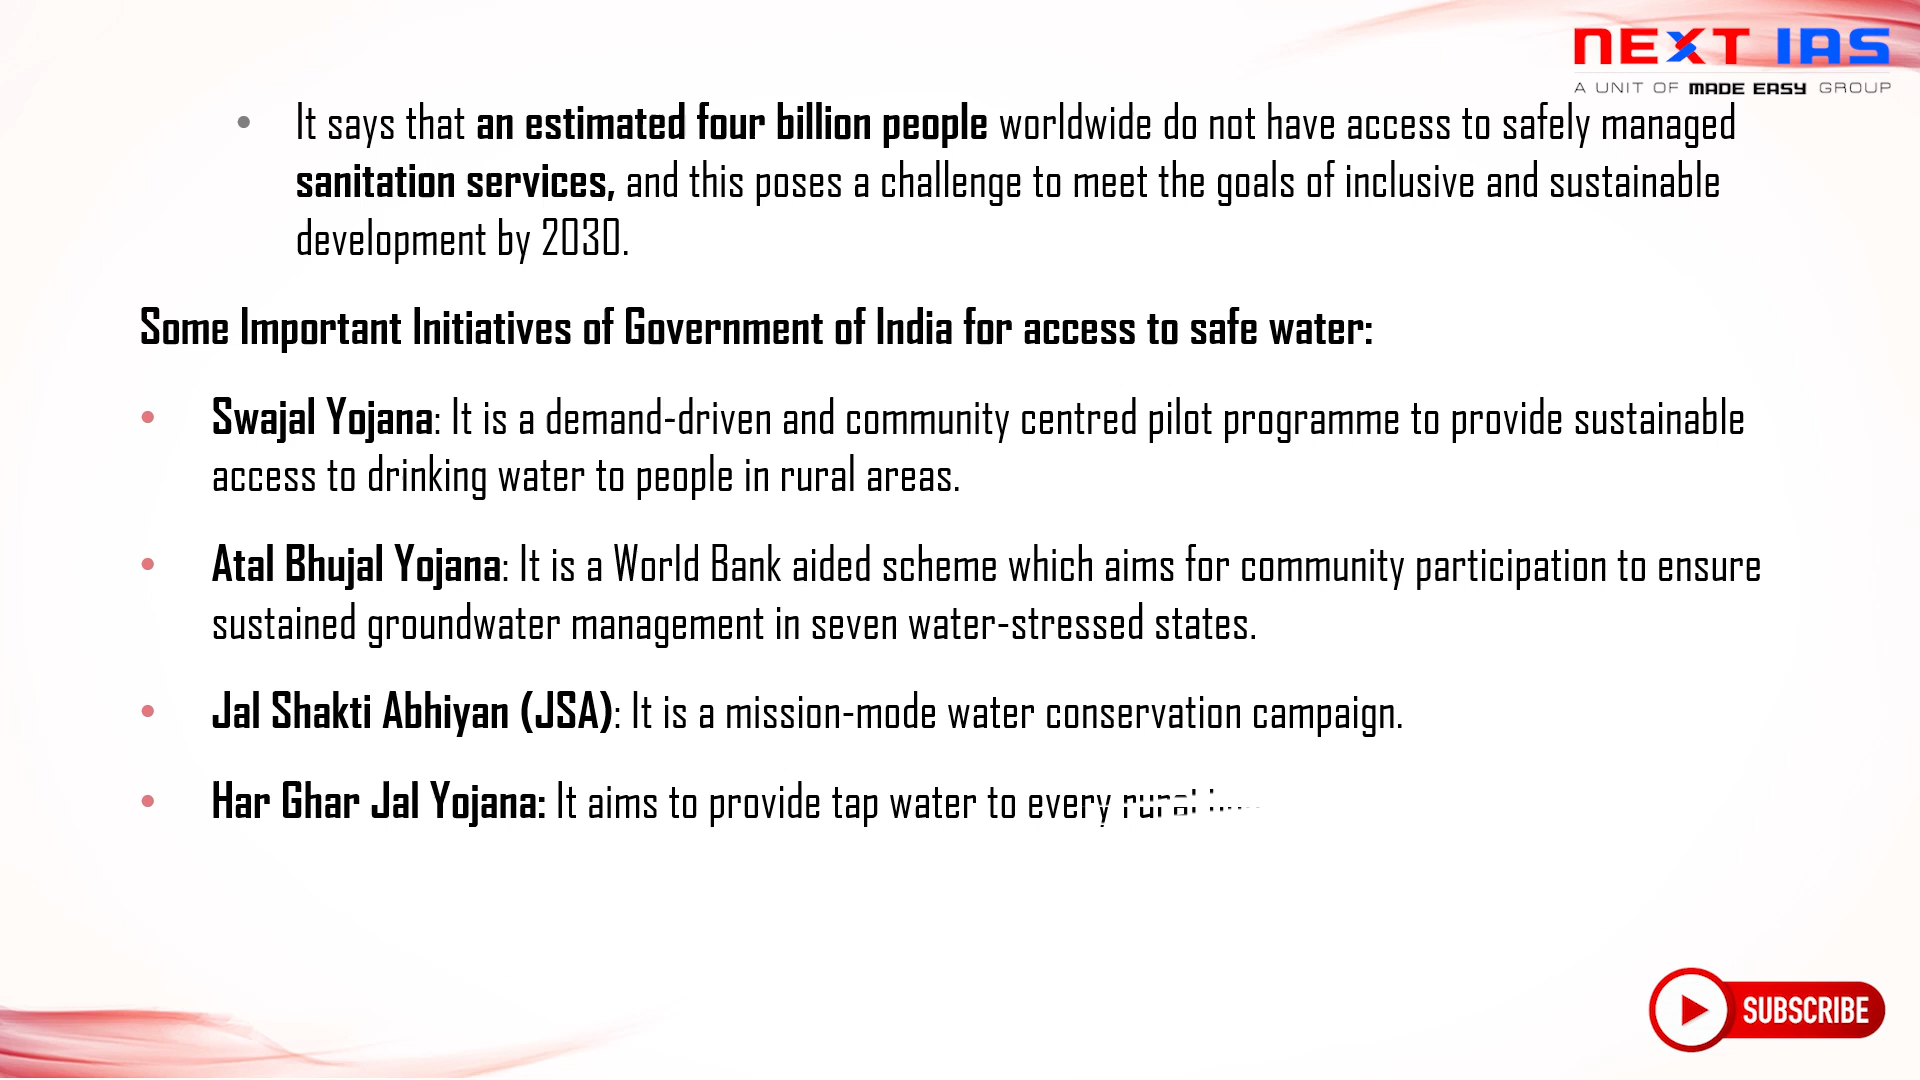 NEXT IAS
A UNIT OF MADE EASY GROUP
• It says that an estimated four billion people worldwide do not have access to safely managed
sanitation services, and this poses a challenge to meet the goals of inclusive and sustainable
development by 2030.
Some Important Initiatives of Government of India for access to safe water:
• Swajal Yojana: It is a demand-driven and community centred pilot programme to provide sustainable
access to drinking water to people in rural areas.
• Atal Bhujal Yojana: It is a World Bank aided scheme which aims for community participation to ensure
sustained groundwater management in seven water-stressed states.
• Jal Shakti Abhiyan (JSA): It is a mission-mode water conservation campaign.
• Har Ghar Jal Yojana: It aims to provide tap water to every rural
SUBSCRIBE